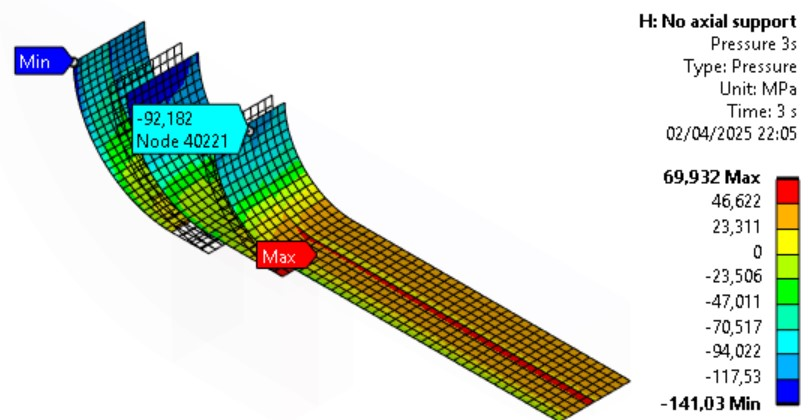 H: No axial support
Pressure 3s
Type: Pressure
Unit: MPa
Time: 3 s
02/04/2025 22:05
69,932 Max
46,622
23,311
0
-23,506
-47,011
-70,517
-94,022
-117,53
-141,03 Min
Min
-92,182
Node 40221
Max